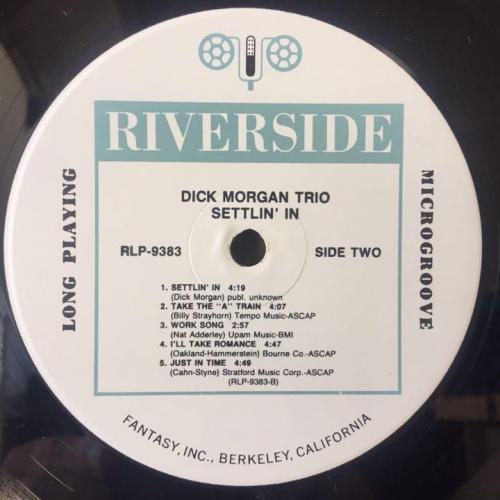 RIVERSIDE
DICK MORGAN TRIO
SETTLIN' IN
RLP-9383 SIDE TWO
LONG PLAYING
MICROGROOVE
1. SETTLIN' IN 4:19
(Dick Morgan) publ. unknown
2. TAKE THE "A" TRAIN 4:07
(Billy Strayhorn) Tempo Music-ASCAP
3. WORK SONG 2:57
(Nat Adderley) Upam Music-BMI
4. I'LL TAKE ROMANCE 4:47
(Oakland-Hammerstein) Bourne Co.-ASCAP
5. JUST IN TIME 4:49
(Cahn-Styne) Stratford Music Corp.-ASCAP
(RLP-9383-B)
FANTASY, INC., BERKELEY, CALIFORNIA